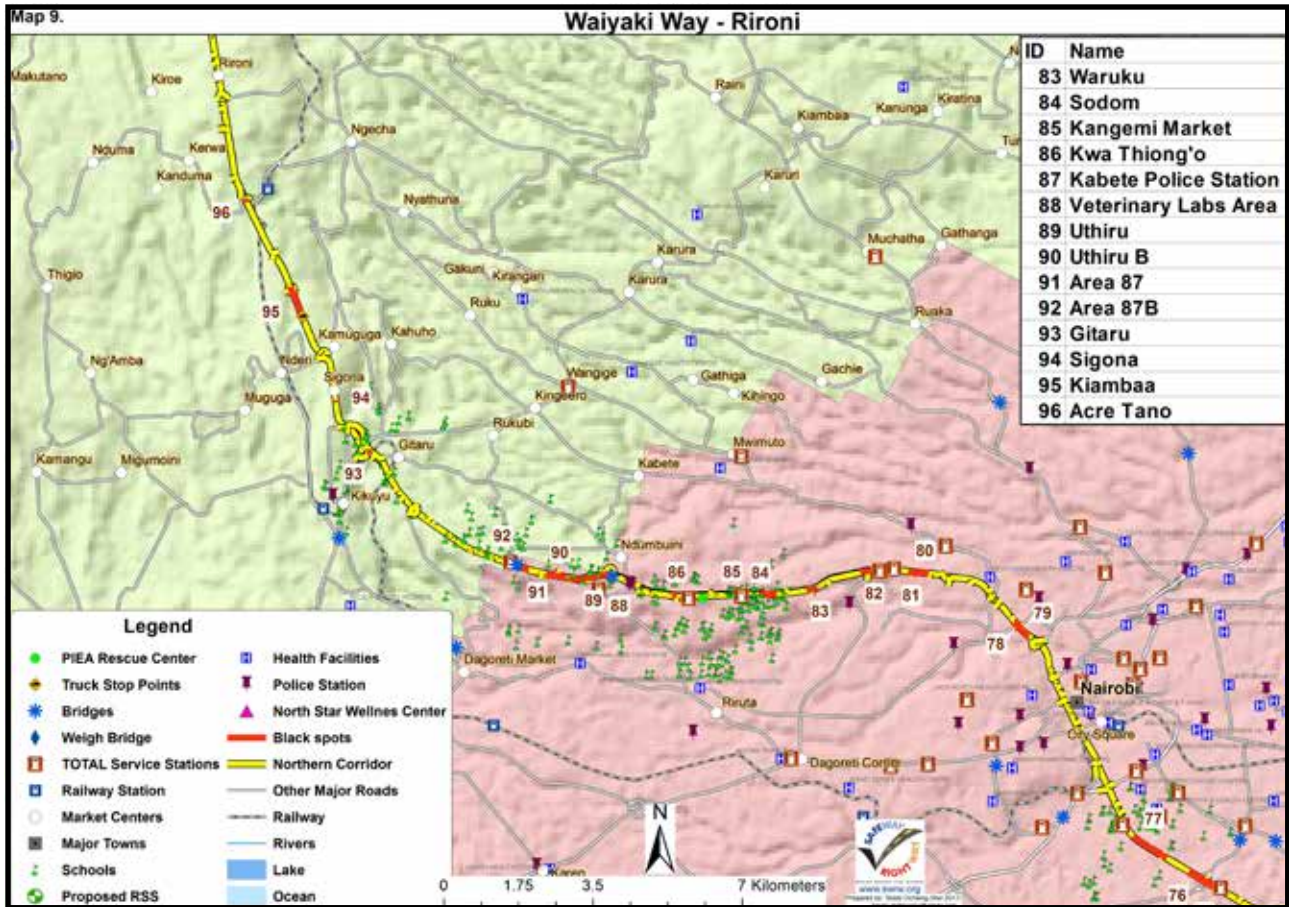 Map 9.
Waiyaki Way - Rironi
ID Name
83 Waruku
84 Sodom
85 Kangemi Market
86 Kwa Thiong'o
87 Kabete Police Station
88 Veterinary Labs Area
89 Uthiru
90 Uthiru B
91 Area 87
92 Area 87B
93 Gitaru
94 Sigona
95 Kiambaa
96 Acre Tano
Makutano
Kiroe
Rironi
Raini
Kiambaa
Kanunga
Kiratina
Ngecha
Nduma
Kerwa
Kanduma
Karuri
96
Nyathuna
Muchatha
Gathanga
Karura
Gakuri
Kirangari
Karura
Thigio
Ruku
95
Ruaka
Kamuguga
Kahuho
Ng'Amba
Nderi
Sigona
Wangige
Gathiga
Gachie
Muguga
94
Kingeero
Kihingo
Rukubi
Mwimuto
Gitaru
Kamangu
Migumoini
93
Kabete
Kikuyu
92
90
Ndumbuini
80
91
89
88
86
85
84
83
82
81
79
78
Dagoreti Market
Riruta
Nairobi
City Square
Dagoreti Corner
77
76
Karen
Legend
PIEA Rescue Center
Truck Stop Points
Bridges
Weigh Bridge
TOTAL Service Stations
Railway Station
Market Centers
Major Towns
Schools
Proposed RSS
Health Facilities
Police Station
North Star Wellnes Center
Black spots
Northern Corridor
Other Major Roads
Railway
Rivers
Lake
Ocean
N
0 1.75 3.5 7 Kilometers
RIGHT WAY